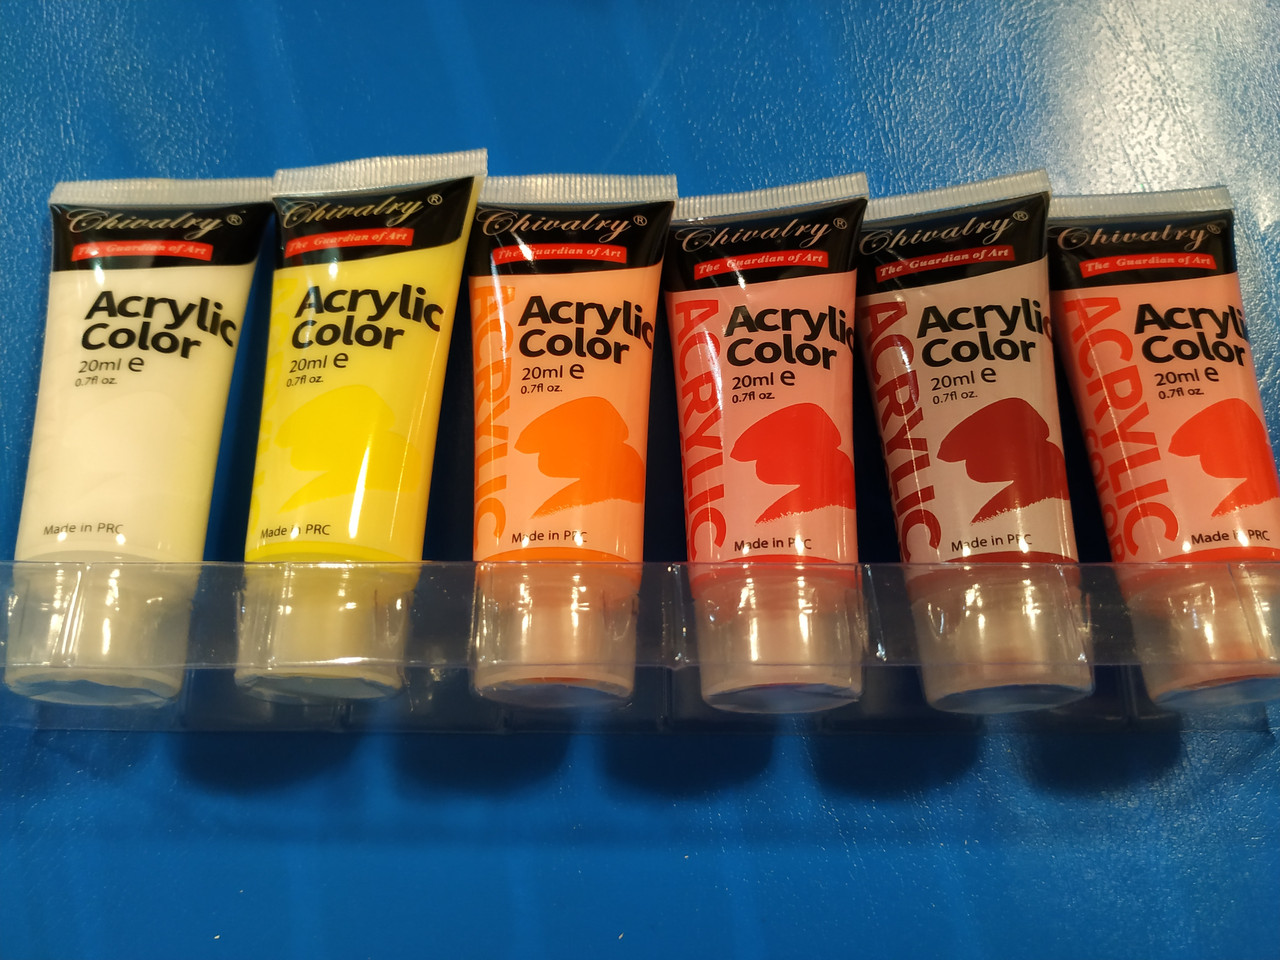 Chivalry®
The Guardian of Art
Acrylic
Color
20ml e
0.7fl oz.
Made in PRC
Chivalry®
The Guardian of Art
Acrylic
Color
20ml e
0.7fl oz.
Made in PRC
Chivalry®
The Guardian of Art
ACRYLIC
Acrylic
Color
20ml e
0.7fl oz.
Made in PRC
Chivalry®
The Guardian of Art
ACRYLIC
Acrylic
Color
20ml e
0.7fl oz.
Made in PRC
Chivalry®
The Guardian of Art
ACRYLIC
Acrylic
Color
20ml e
0.7fl oz.
Made in PRC
Chivalry®
The Guardian of Art
ACRYLIC
COLOR
Acrylic
Color
20ml e
0.7fl oz.
Made in PRC